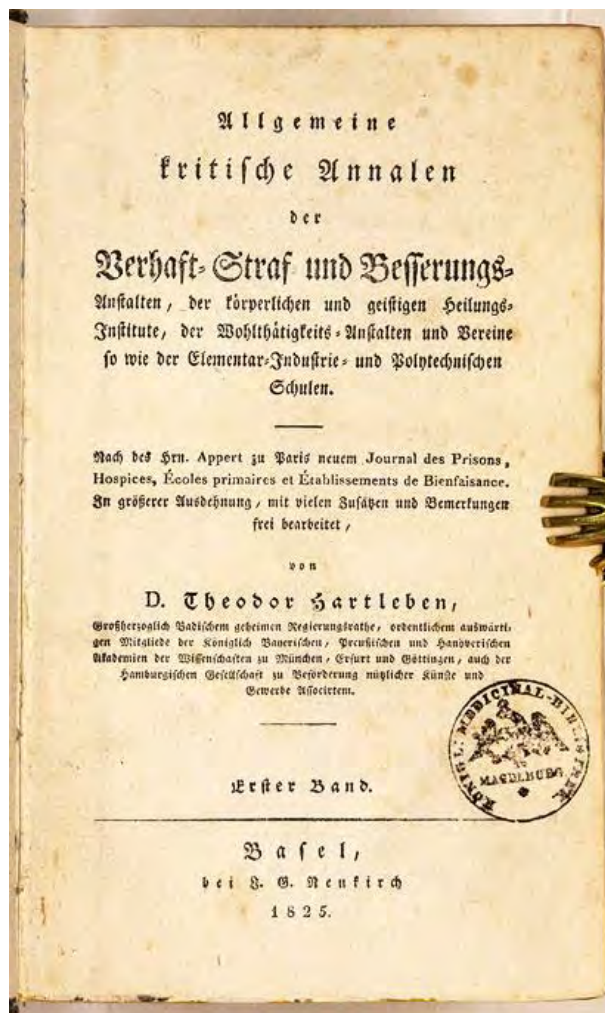 Allgemeine
kritische Annalen
der
Verhaft- Straf und Besserungs-
Anstalten, der körperlichen und geistigen Heilungs-
Institute, der Wohlthätigkeits-Anstalten und Vereine
so wie der Elementar-Industrie- und Polytechnischen
Schulen.
Nach des Hrn. Appert zu Paris neuem Journal des Prisons,
Hospices, Écoles primaires et Établissements de Bienfaisance.
In größerer Ausdehnung, mit vielen Zusätzen und Bemerkungen
frei bearbeitet,
von
D. Theodor Hartleben,
Großherzoglich Badischem geheimen Regierungsrathe, ordentlichem auswärti-
gen Mitgliede der Königlich Bayerischen, Preußischen und Hanöverischen
Akademien der Wissenschaften zu München, Erfurt und Göttingen, auch der
Hamburgischen Gesellschaft zu Beförderung nützlicher Künste und
Gewerbe Associrtem.
KÖNIGL: MEDICINAL-BIBLIOTHEK.
MAGDEBURG
Erster Band.
Basel,
bei J. G. Neukirch
1825.